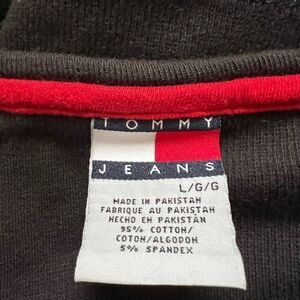 TOMMY
JEANS
L/G/G
MADE IN PAKISTAN
FABRIQUE AU PAKISTAN
HECHO EN PAKISTAN
95% COTTON/
COTON/ALGODON
5% SPANDEX